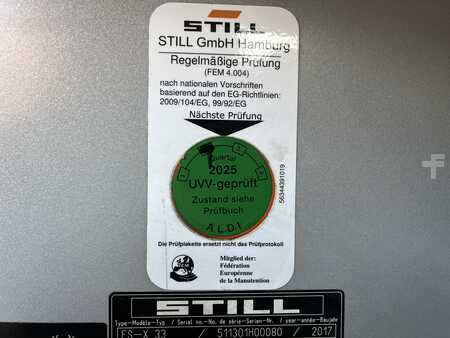 STILL
STILL GmbH Hamburg
Regelmäßige Prüfung
(FEM 4.004)
nach nationalen Vorschriften
basierend auf den EG-Richtlinien:
2009/104/EG, 99/92/EG
Nächste Prüfung
Quartal
2025
UVV-geprüft
Zustand siehe
Prüfbuch
A.L.D.I
56344391019
Die Prüfplakette ersetzt nicht das Prüfprotokoll
FEM
Mitglied der:
Fédération
Européenne
de la Manutention
STILL
Type-Modèle-Typ / Serial no.-No. de série-Serien-Nr. / year-année-Baujahr
ES-X 33 / 511301H00080 / 2017